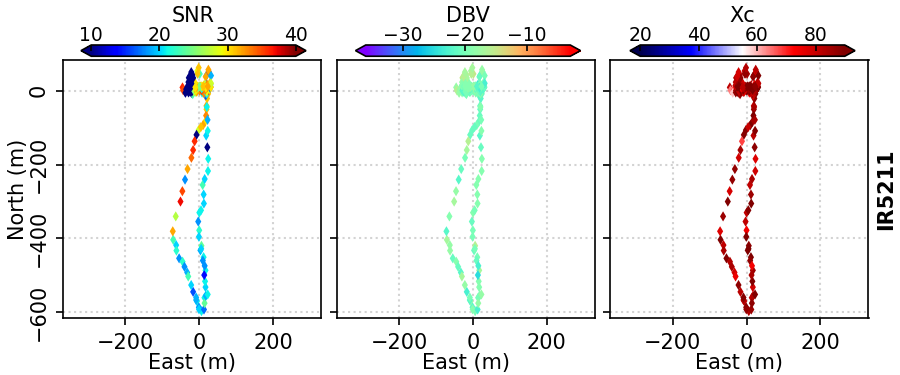 SNR DBV Xc
10 20 30 40 −30 −20 −10 20 40 60 80
North (m)
0
−200
−400
−600
IR5211
−200 0 200 −200 0 200 −200 0 200
East (m) East (m) East (m)